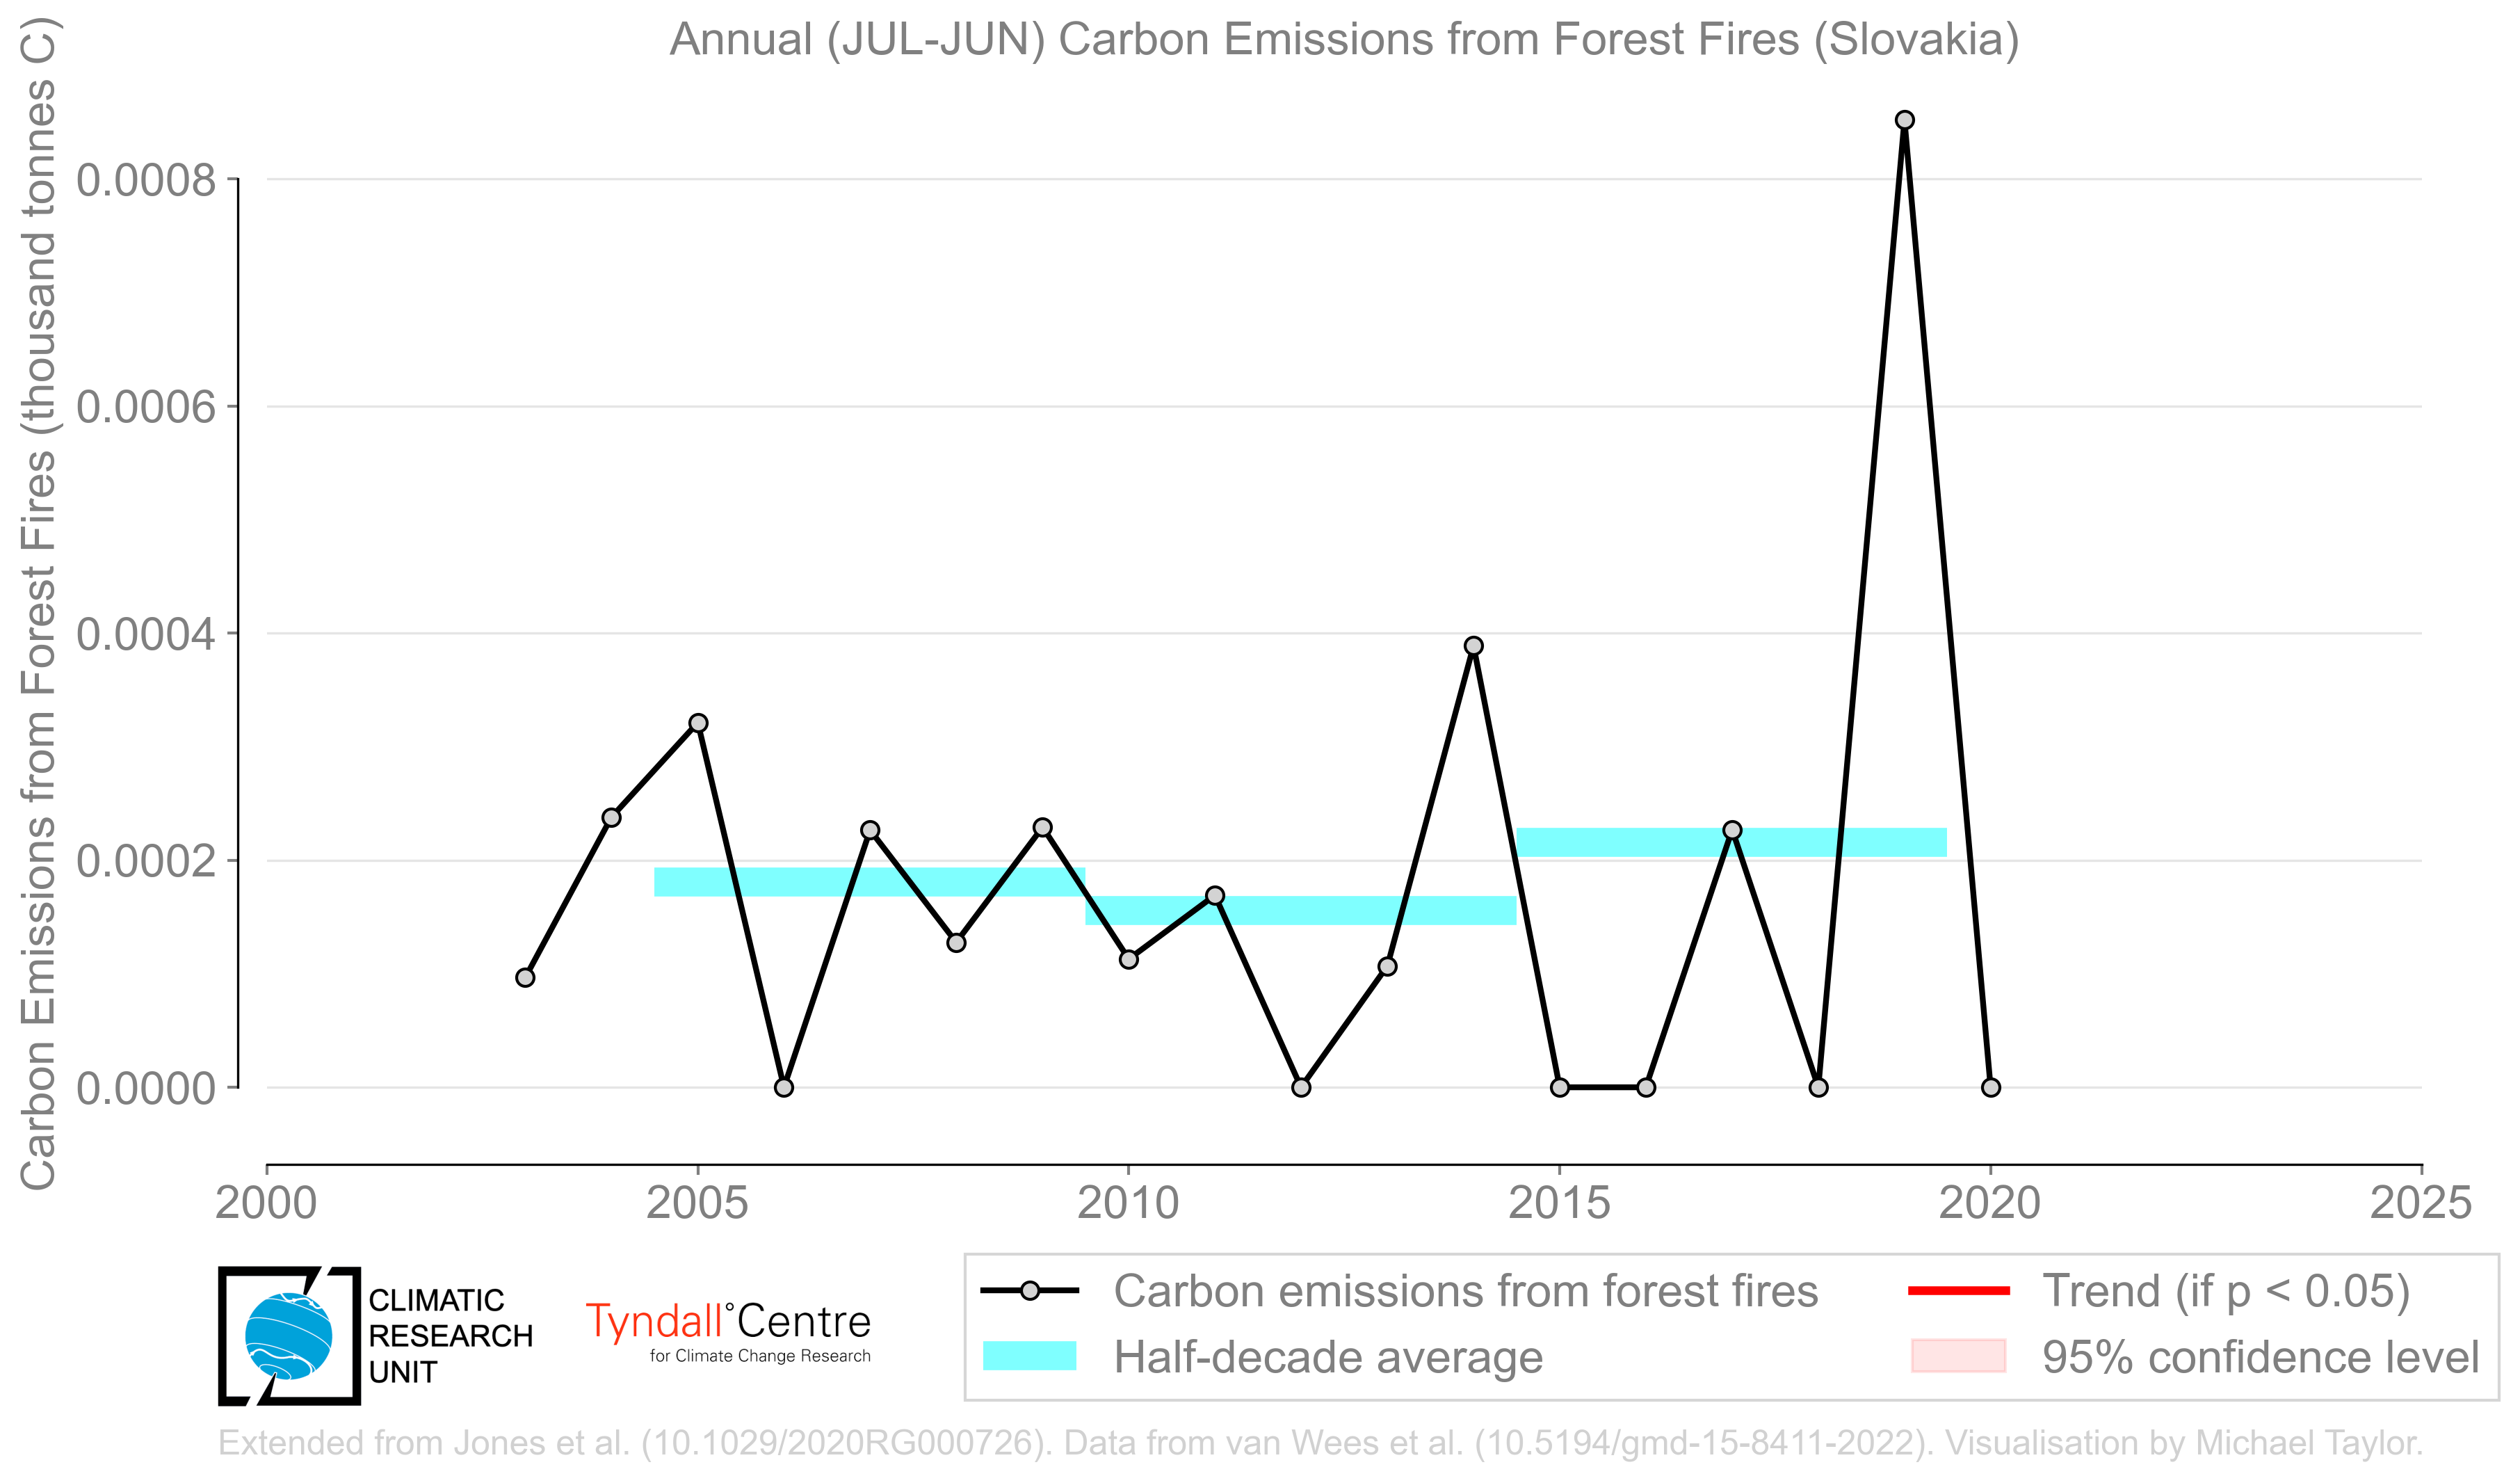 Annual (JUL-JUN) Carbon Emissions from Forest Fires (Slovakia)
Carbon Emissions from Forest Fires (thousand tonnes C)
0.0008
0.0006
0.0004
0.0002
0.0000
2000 2005 2010 2015 2020 2025
CLIMATIC
RESEARCH
UNIT
Tyndall°Centre
for Climate Change Research
Carbon emissions from forest fires
Half-decade average
Trend (if p < 0.05)
95% confidence level
Extended from Jones et al. (10.1029/2020RG000726). Data from van Wees et al. (10.5194/gmd-15-8411-2022). Visualisation by Michael Taylor.